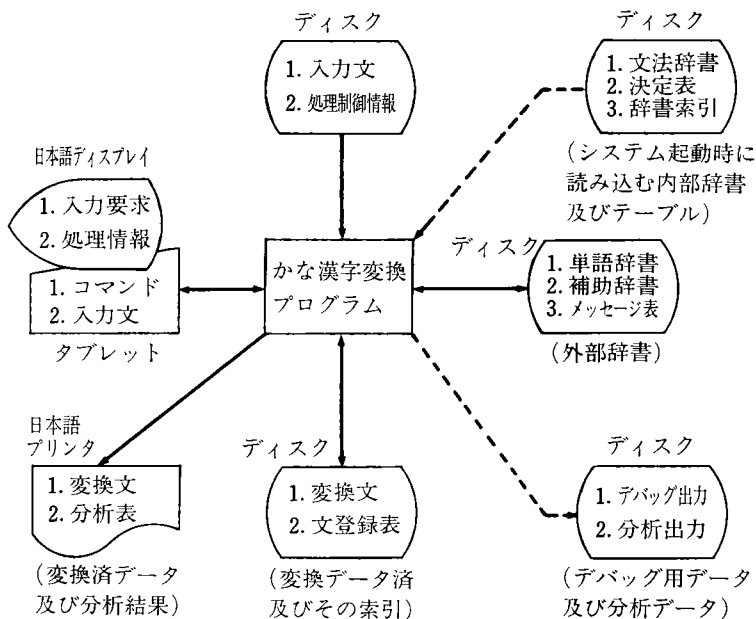 ディスク
1. 入力文
2. 処理制御情報
ディスク
1. 文法辞書
2. 決定表
3. 辞書索引
(システム起動時に
読み込む内部辞書
及びテーブル)
日本語ディスプレイ
1. 入力要求
2. 処理情報
1. コマンド
2. 入力文
タブレット
かな漢字変換
プログラム
ディスク
1. 単語辞書
2. 補助辞書
3. メッセージ表
(外部辞書)
日本語
プリンタ
1. 変換文
2. 分析表
(変換済データ
及び分析結果)
ディスク
1. 変換文
2. 文登録表
(変換データ済
及びその索引)
ディスク
1. デバッグ出力
2. 分析出力
(デバッグ用データ
及び分析データ)